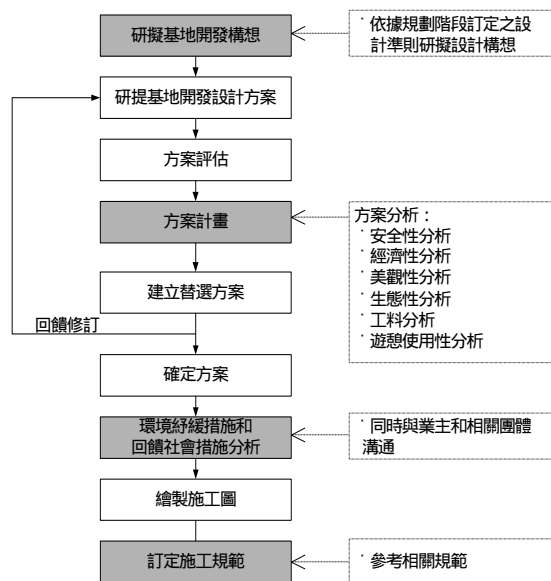 研擬基地開發構想
˙依據規劃階段訂定之設
計準則研擬設計構想
研提基地開發設計方案
方案評估
方案計畫
方案分析：
˙安全性分析
˙經濟性分析
˙美觀性分析
˙生態性分析
˙工料分析
˙遊憩使用性分析
建立替選方案
回饋修訂
確定方案
環境紓緩措施和
回饋社會措施分析
˙同時與業主和相關團體
溝通
繪製施工圖
訂定施工規範
˙參考相關規範